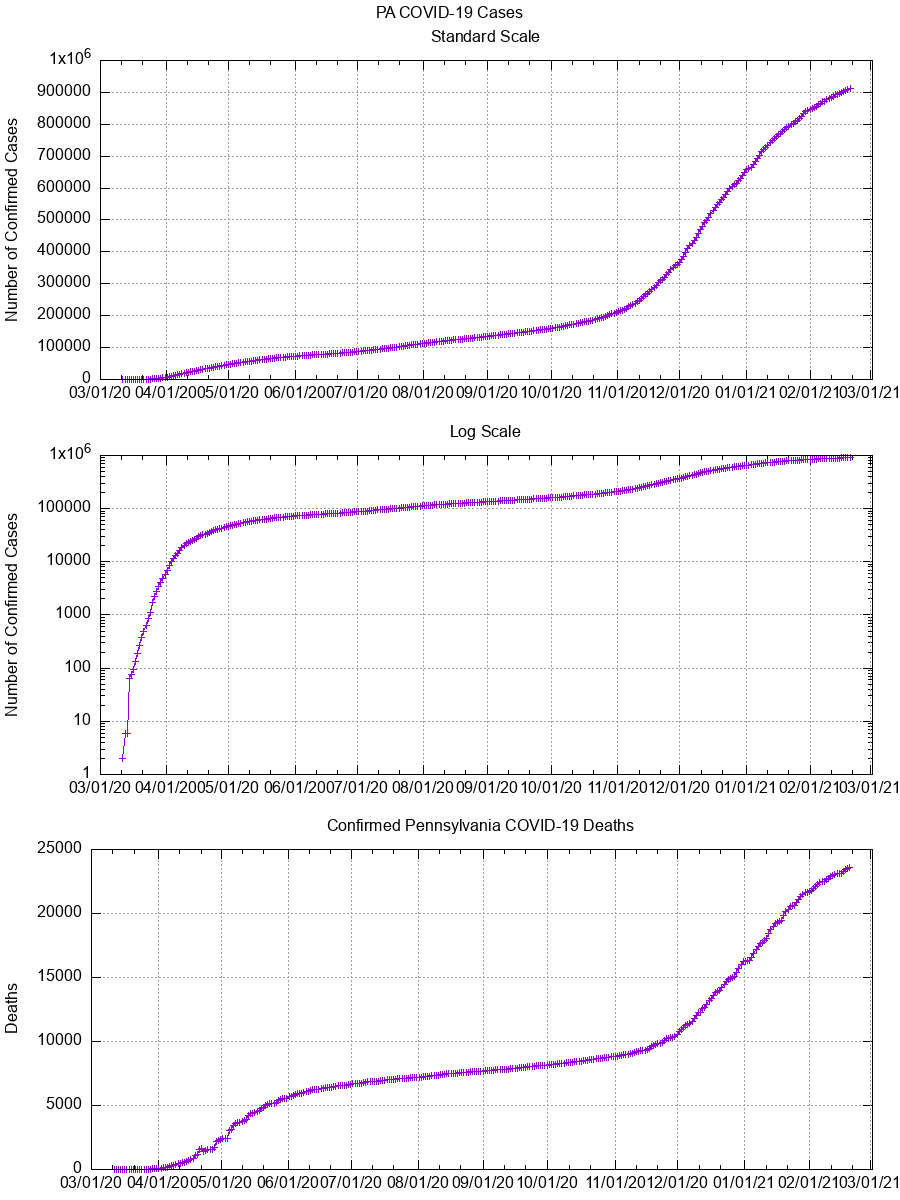 PA COVID-19 Cases
Standard Scale
Number of Confirmed Cases
1x10⁶
900000
800000
700000
600000
500000
400000
300000
200000
100000
0
03/01/20 04/01/20 05/01/20 06/01/20 07/01/20 08/01/20 09/01/20 10/01/20 11/01/20 12/01/20 01/01/21 02/01/21 03/01/21
Log Scale
Number of Confirmed Cases
1x10⁶
100000
10000
1000
100
10
1
03/01/20 04/01/20 05/01/20 06/01/20 07/01/20 08/01/20 09/01/20 10/01/20 11/01/20 12/01/20 01/01/21 02/01/21 03/01/21
Confirmed Pennsylvania COVID-19 Deaths
Deaths
25000
20000
15000
10000
5000
0
03/01/20 04/01/20 05/01/20 06/01/20 07/01/20 08/01/20 09/01/20 10/01/20 11/01/20 12/01/20 01/01/21 02/01/21 03/01/21